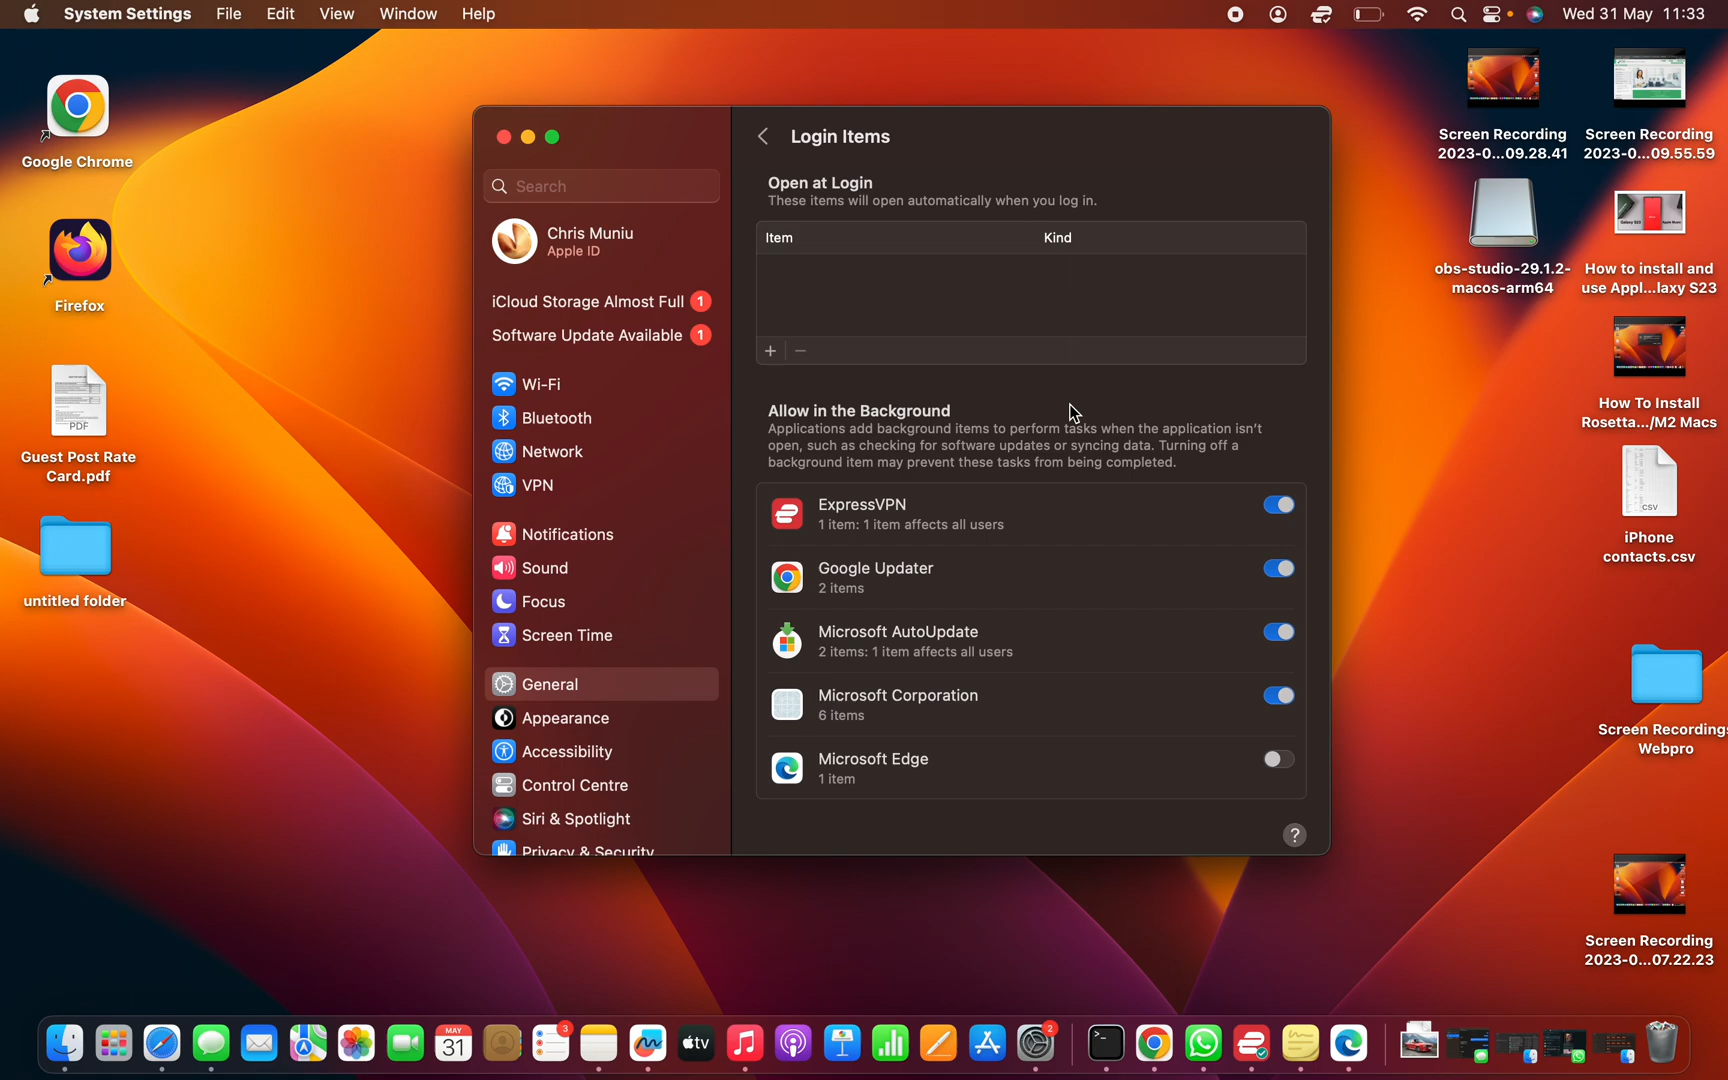 System Settings File Edit View Window Help
Wed 31 May 11:33
Google Chrome
Firefox
PDF
Guest Post Rate
Card.pdf
untitled folder
Search
Chris Muniu
Apple ID
iCloud Storage Almost Full 1
Software Update Available 1
Wi-Fi
Bluetooth
Network
VPN
Notifications
Sound
Focus
Screen Time
General
Appearance
Accessibility
Control Centre
Siri & Spotlight
Privacy & Security
Login Items
Open at Login
These items will open automatically when you log in.
Item Kind
+ −
Allow in the Background
Applications add background items to perform tasks when the application isn't
open, such as checking for software updates or syncing data. Turning off a
background item may prevent these tasks from being completed.
ExpressVPN
1 item: 1 item affects all users
Google Updater
2 items
Microsoft AutoUpdate
2 items: 1 item affects all users
Microsoft Corporation
6 items
Microsoft Edge
1 item
?
Screen Recording
2023-0...09.28.41
Screen Recording
2023-0...09.55.59
obs-studio-29.1.2-
macos-arm64
How to install and
use Appl...laxy S23
How To Install
Rosetta.../M2 Macs
CSV
iPhone
contacts.csv
Screen Recordings
Webpro
Screen Recording
2023-0...07.22.23
MAY
31
3
tv
2